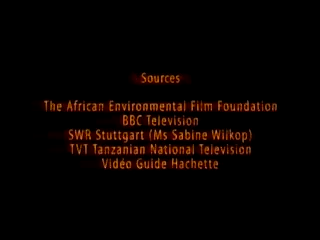 Sources
The African Environmental Film Foundation
BBC Television
SWR Stuttgart (Ms Sabine Wilkop)
TVT Tanzanian National Television
Vidéo Guide Hachette